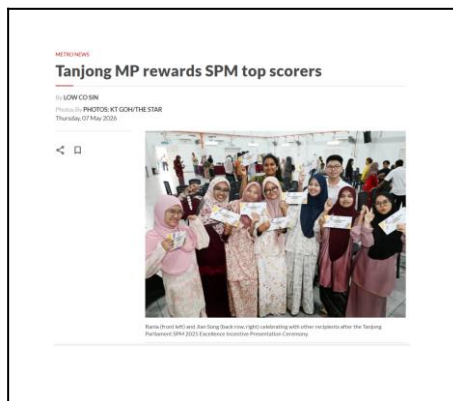 METRO NEWS
Tanjong MP rewards SPM top scorers
By LOW CO SIN
Photos By PHOTOS: KT GOH/THE STAR
Thursday, 07 May 2026
Rania (front left) and Jian Song (back row, right) celebrating with other recipients after the Tanjong
Parliament SPM 2025 Excellence Incentive Presentation Ceremony.